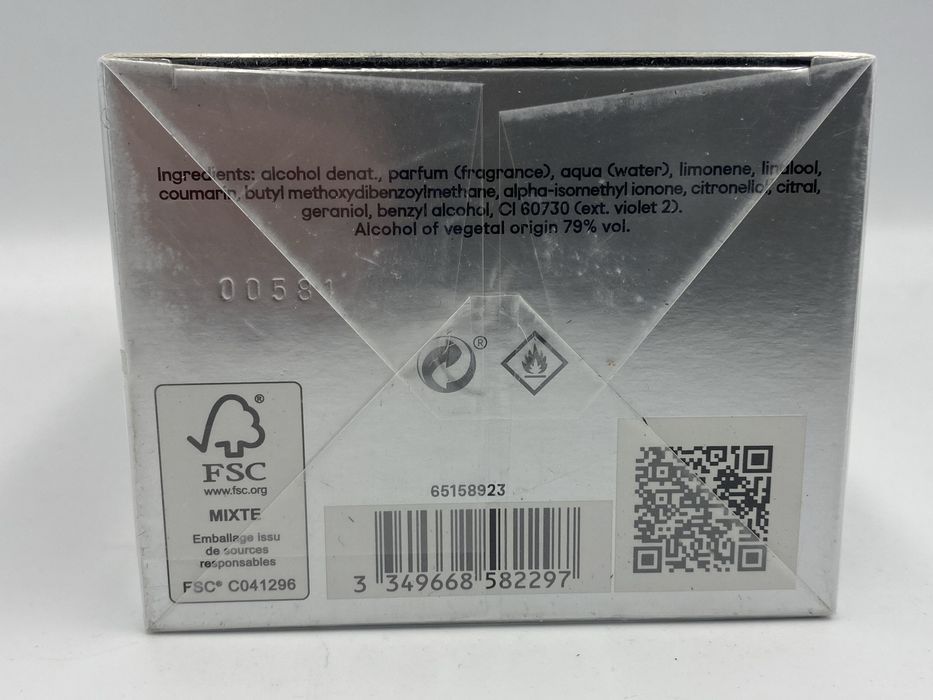 Ingredients: alcohol denat., parfum (fragrance), aqua (water), limonene, linalool,
coumarin, butyl methoxydibenzoylmethane, alpha-isomethyl ionone, citronellol, citral,
geraniol, benzyl alcohol, CI 60730 (ext. violet 2).
Alcohol of vegetal origin 79% vol.
00581
®
®
FSC
www.fsc.org
MIXTE
Emballage issu
de sources
responsables
FSC® C041296
65158923
3 349668 582297